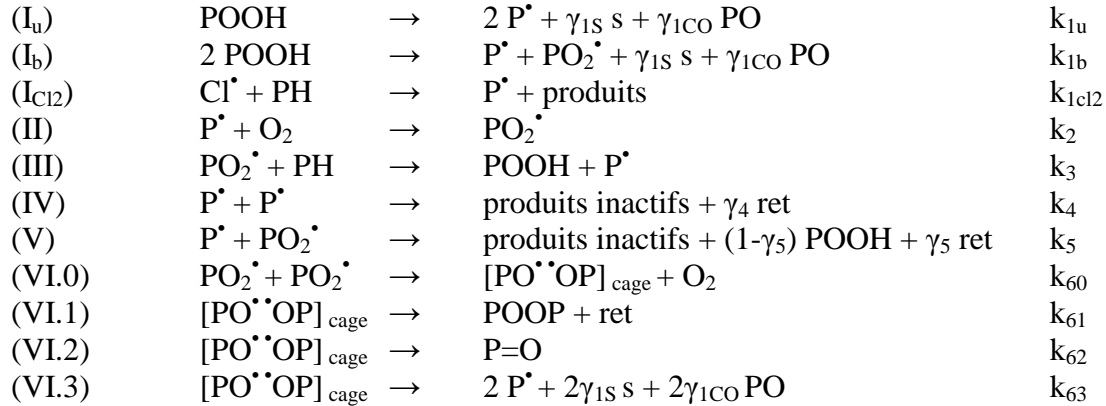 (Iᵤ) POOH → 2 P• + γ₁S s + γ₁CO PO k₁ᵤ
(I_b) 2 POOH → P• + PO₂• + γ₁S s + γ₁CO PO k₁b
(I_Cl2) Cl• + PH → P• + produits k₁cl2
(II) P• + O₂ → PO₂• k₂
(III) PO₂• + PH → POOH + P• k₃
(IV) P• + P• → produits inactifs + γ₄ ret k₄
(V) P• + PO₂• → produits inactifs + (1-γ₅) POOH + γ₅ ret k₅
(VI.0) PO₂• + PO₂• → [PO••OP] cage + O₂ k₆₀
(VI.1) [PO••OP] cage → POOP + ret k₆₁
(VI.2) [PO••OP] cage → P=O k₆₂
(VI.3) [PO••OP] cage → 2 P• + 2γ₁S s + 2γ₁CO PO k₆₃